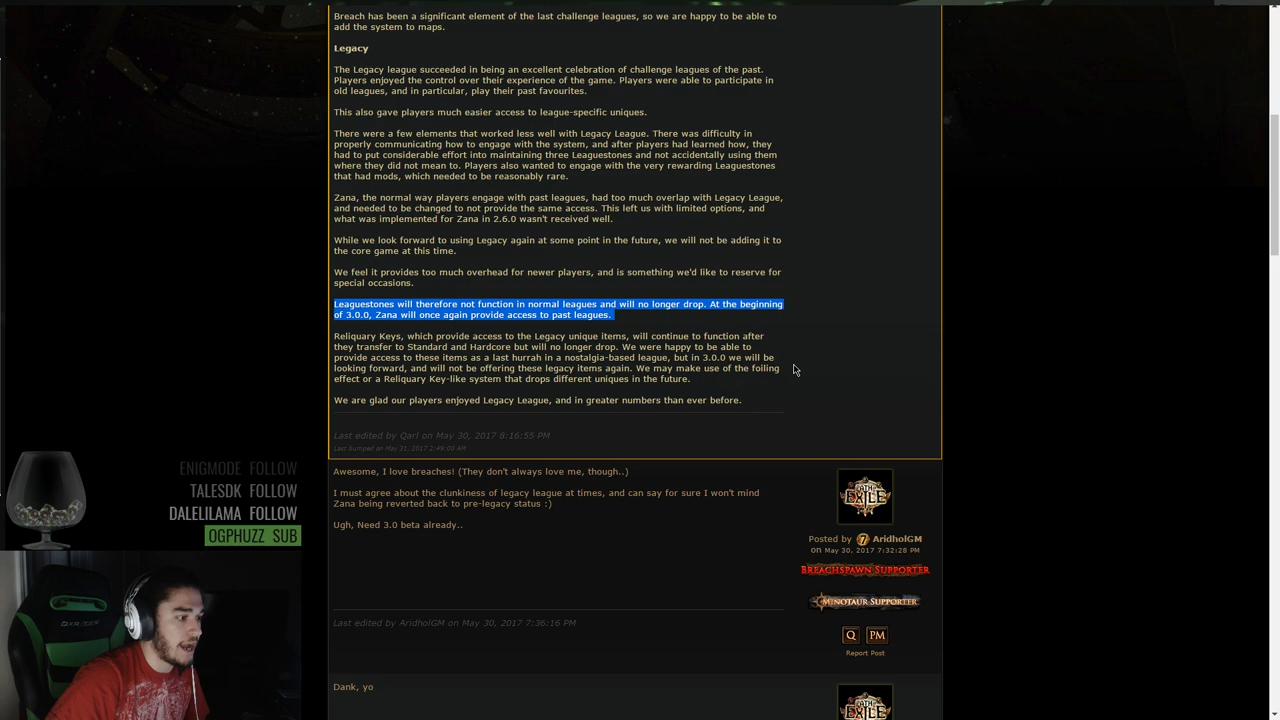 Breach has been a significant element of the last challenge leagues, so we are happy to be able to
add the system to maps.
Legacy
The Legacy league succeeded in being an excellent celebration of challenge leagues of the past.
Players enjoyed the control over their experience of the game. Players were able to participate in
old leagues, and in particular, play their past favourites.
This also gave players much easier access to league-specific uniques.
There were a few elements that worked less well with Legacy League. There was difficulty in
properly communicating how to engage with the system, and after players had learned how, they
had to put considerable effort into maintaining three Leaguestones and not accidentally using them
where they did not mean to. Players also wanted to engage with the very rewarding Leaguestones
that had mods, which needed to be reasonably rare.
Zana, the normal way players engage with past leagues, had too much overlap with Legacy League,
and needed to be changed to not provide the same access. This left us with limited options, and
what was implemented for Zana in 2.6.0 wasn't received well.
While we look forward to using Legacy again at some point in the future, we will not be adding it to
the core game at this time.
We feel it provides too much overhead for newer players, and is something we'd like to reserve for
special occasions.
Leaguestones will therefore not function in normal leagues and will no longer drop. At the beginning
of 3.0.0, Zana will once again provide access to past leagues.
Reliquary Keys, which provide access to the Legacy unique items, will continue to function after
they transfer to Standard and Hardcore but will no longer drop. We were happy to be able to
provide access to these items as a last hurrah in a nostalgia-based league, but in 3.0.0 we will be
looking forward, and will not be offering these legacy items again. We may make use of the foiling
effect or a Reliquary Key-like system that drops different uniques in the future.
We are glad our players enjoyed Legacy League, and in greater numbers than ever before.
Last edited by Qarl on May 30, 2017 8:16:55 PM
Last bumped on May 31, 2017 2:49:00 AM
Awesome, I love breaches! (They don't always love me, though..)
I must agree about the clunkiness of legacy league at times, and can say for sure I won't mind
Zana being reverted back to pre-legacy status :)
Ugh, Need 3.0 beta already..
Last edited by AridholGM on May 30, 2017 7:36:16 PM
PATH OF
EXILE
Posted by 7 AridholGM
on May 30, 2017 7:32:28 PM
BREACHSPAWN SUPPORTER
MINOTAUR SUPPORTER
Q PM
Report Post
Dank, yo
ENIGMODE FOLLOW
TALESDK FOLLOW
DALELILAMA FOLLOW
OGPHUZZ SUB
DXRACER